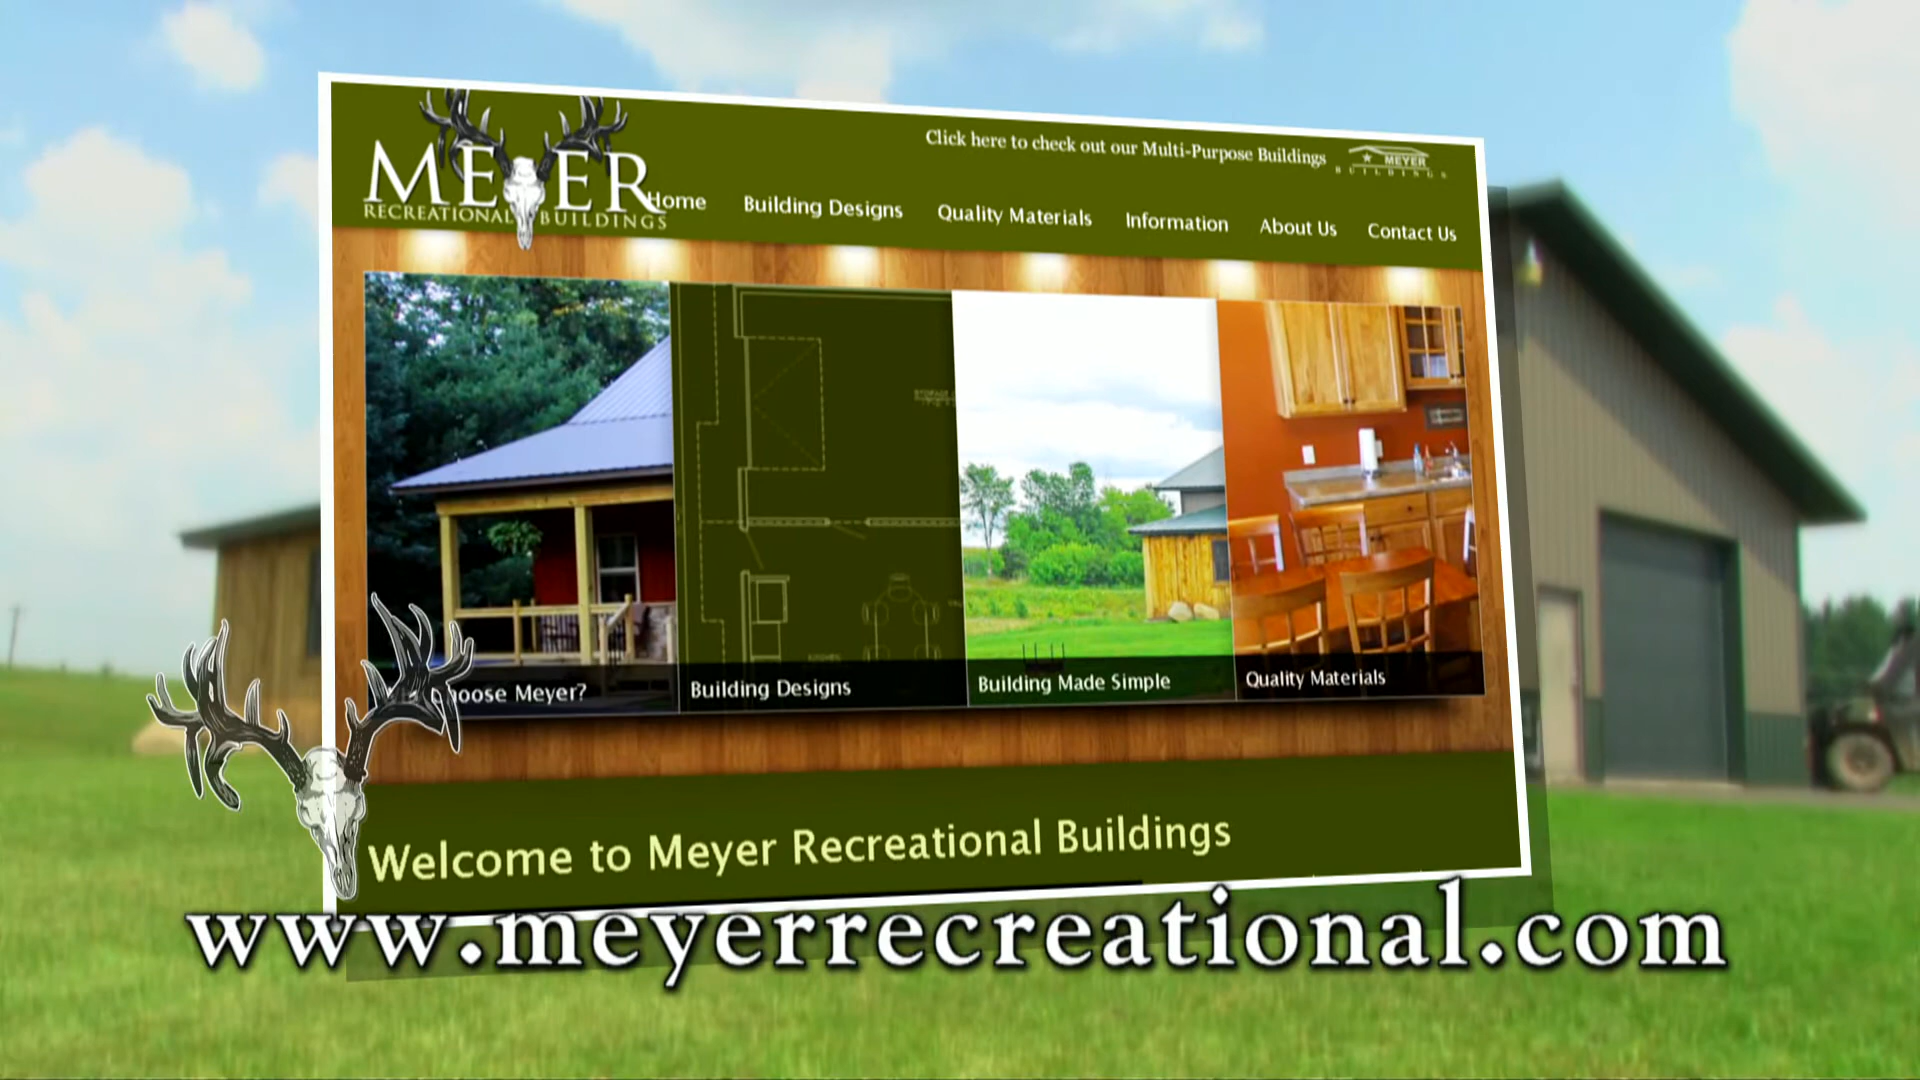 Click here to check out our Multi-Purpose Buildings
MEYER
BUILDINGS
MEYER
RECREATIONAL BUILDINGS
Home Building Designs Quality Materials Information About Us Contact Us
hoose Meyer?
Building Designs
Building Made Simple
Quality Materials
Welcome to Meyer Recreational Buildings
www.meyerrecreational.com